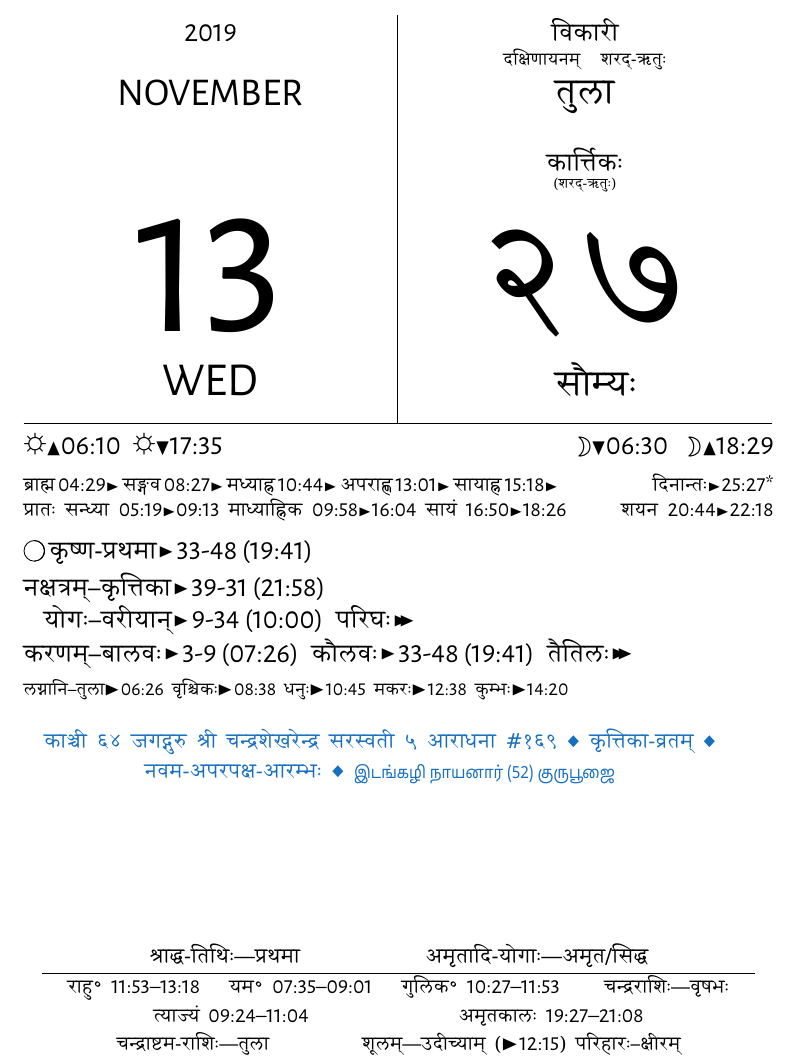 2019
NOVEMBER
13
WED
विकारी
दक्षिणायनम् शरद्-ऋतुः
तुला
कार्त्तिकः
(शरद्-ऋतुः)
२७
सौम्यः
☼▲06:10 ☼▼17:35 ☽▼06:30 ☽▲18:29
ब्राह्म 04:29► सङ्गव 08:27► मध्याह्न 10:44► अपराह्ण 13:01► सायाह्न 15:18► दिनान्तः►25:27*
प्रातः सन्ध्या 05:19►09:13 माध्याह्निक 09:58►16:04 सायं 16:50►18:26 शयन 20:44►22:18
◯ कृष्ण-प्रथमा►33-48 (19:41)
नक्षत्रम्–कृत्तिका►39-31 (21:58)
योगः–वरीयान्►9-34 (10:00) परिघः►►
करणम्–बालवः►3-9 (07:26) कौलवः►33-48 (19:41) तैतिलः►►
लग्नानि–तुला►06:26 वृश्चिकः►08:38 धनुः►10:45 मकरः►12:38 कुम्भः►14:20
काञ्ची ६४ जगद्गुरु श्री चन्द्रशेखरेन्द्र सरस्वती ५ आराधना #१६९ ◆ कृत्तिका-व्रतम् ◆
नवम-अपरपक्ष-आरम्भः ◆ இடங்கழி நாயனார் (52) குருபூஜை
श्राद्ध-तिथिः—प्रथमा अमृतादि-योगाः—अमृत/सिद्ध
राहु° 11:53–13:18 यम° 07:35–09:01 गुलिक° 10:27–11:53 चन्द्रराशिः—वृषभः
त्याज्यं 09:24–11:04 अमृतकालः 19:27–21:08
चन्द्राष्टम-राशिः—तुला शूलम्—उदीच्याम् (►12:15) परिहारः–क्षीरम्